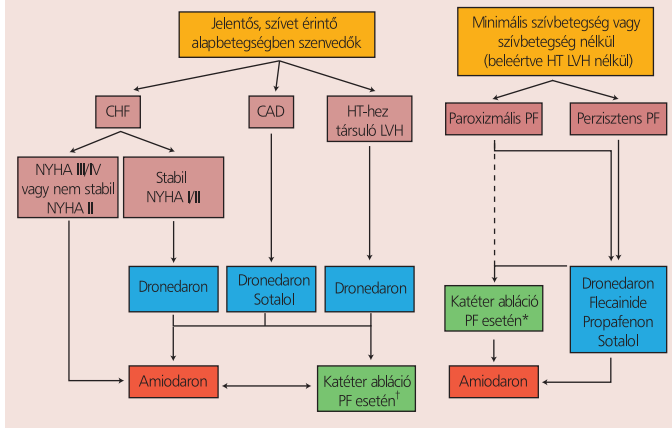 Jelentős, szívet érintő
alapbetegségben szenvedők
Minimális szívbetegség vagy
szívbetegség nélkül
(beleértve HT LVH nélkül)
CHF
CAD
HT-hez
társuló LVH
Paroxizmális PF
Perzisztens PF
NYHA III/IV
vagy nem stabil
NYHA II
Stabil
NYHA I/II
Dronedaron
Dronedaron
Sotalol
Dronedaron
Katéter abláció
PF esetén*
Dronedaron
Flecainide
Propafenon
Sotalol
Amiodaron
Katéter abláció
PF esetén†
Amiodaron